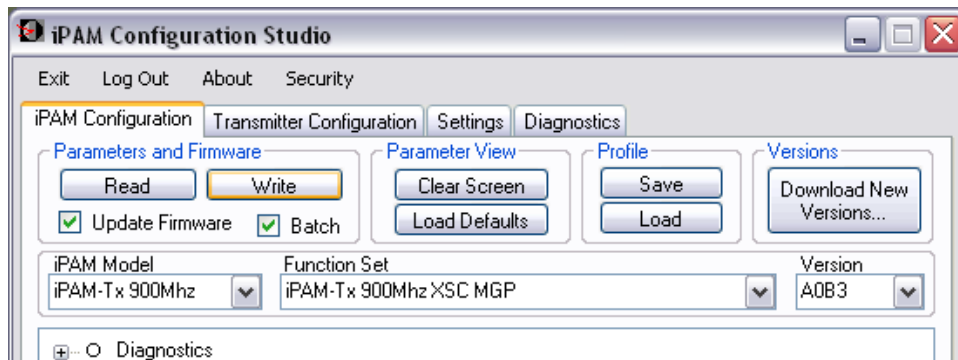 iPAM Configuration Studio
Exit Log Out About Security
iPAM Configuration Transmitter Configuration Settings Diagnostics
Parameters and Firmware Parameter View Profile Versions
Read Write Clear Screen Save Download New
Versions...
Update Firmware Batch Load Defaults Load
iPAM Model Function Set Version
iPAM-Tx 900Mhz iPAM-Tx 900Mhz XSC MGP A0B3
Diagnostics